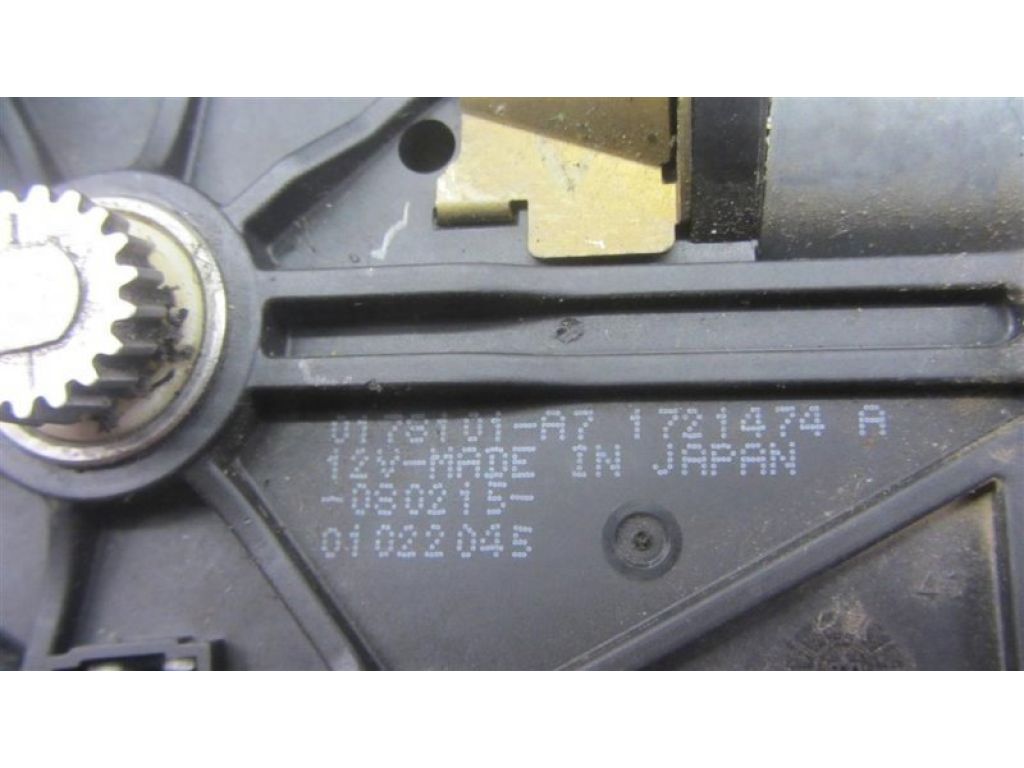 0178101-A7 1721474 A
12V-MADE IN JAPAN
-080215-
01022045